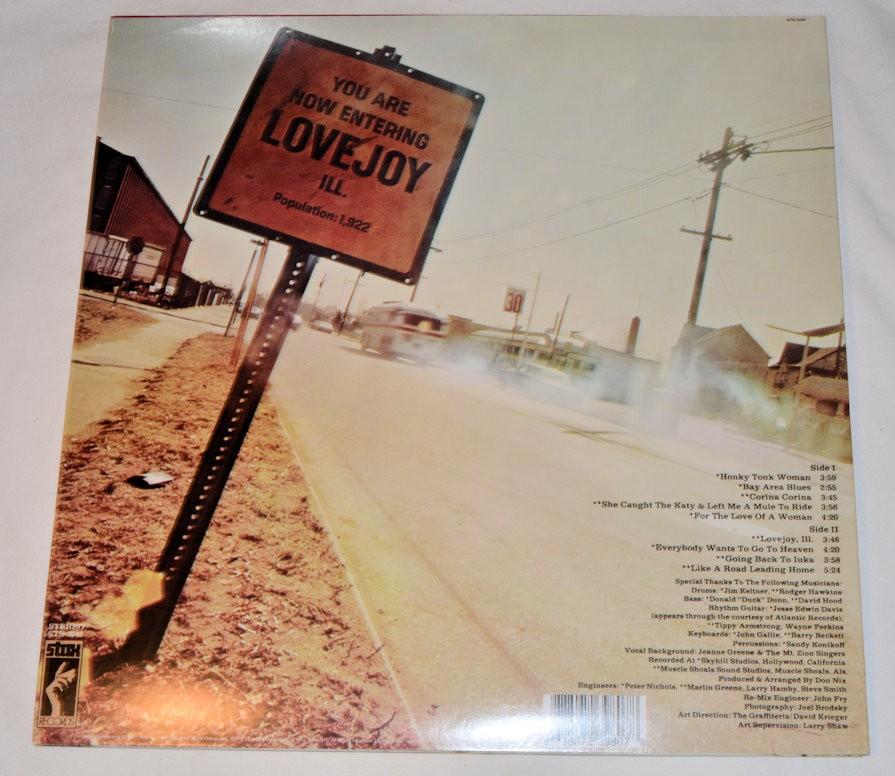 YOU ARE
NOW ENTERING
LOVEJOY
ILL.
Population: 1,922
30
Side I
*Honky Tonk Woman 3:59
*Bay Area Blues 2:55
**Corina Corina 3:45
**She Caught The Katy & Left Me A Mule To Ride 3:56
*For The Love Of A Woman 4:20
Side II
**Lovejoy, Ill. 3:46
*Everybody Wants To Go To Heaven 4:20
**Going Back To Iuka 3:58
**Like A Road Leading Home 5:24
Special Thanks To The Following Musicians:
Drums: *Jim Keltner, **Rodger Hawkins
Bass: *Donald "Duck" Dunn, **David Hood
Rhythm Guitar: *Jesse Edwin Davis
(appears through the courtesy of Atlantic Records);
**Tippy Armstrong, Wayne Perkins
Keyboards: *John Gallie, **Barry Beckett
Percussions: *Sandy Konikoff
Vocal Background: Jeanne Greene & The Mt. Zion Singers
Recorded At *Skyhill Studios, Hollywood, California
**Muscle Shoals Sound Studios, Muscle Shoals, Ala.
Produced & Arranged By Don Nix
Engineers: *Peter Nichols, **Marlin Greene, Larry Hamby, Steve Smith
Re-Mix Engineer: John Fry
Photography: Joel Brodsky
Art Direction: The Graffiteria/David Krieger
Art Supervision: Larry Shaw
STEREO
stax
RECORDS